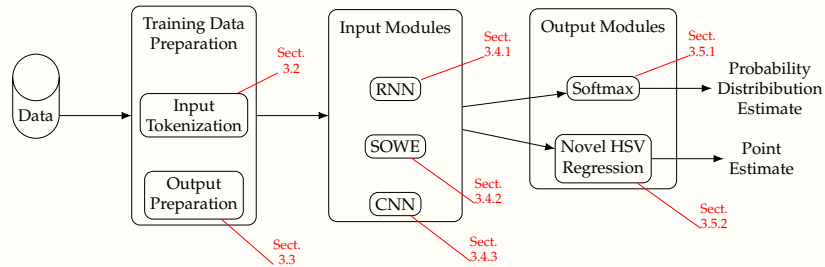 Data
Training Data
Preparation
Sect.
3.2
Input
Tokenization
Output
Preparation
Sect.
3.3
Input Modules
Sect.
3.4.1
RNN
SOWE
Sect.
3.4.2
CNN
Sect.
3.4.3
Output Modules
Sect.
3.5.1
Softmax
Novel HSV
Regression
Sect.
3.5.2
Probability
Distribibution
Estimate
Point
Estimate